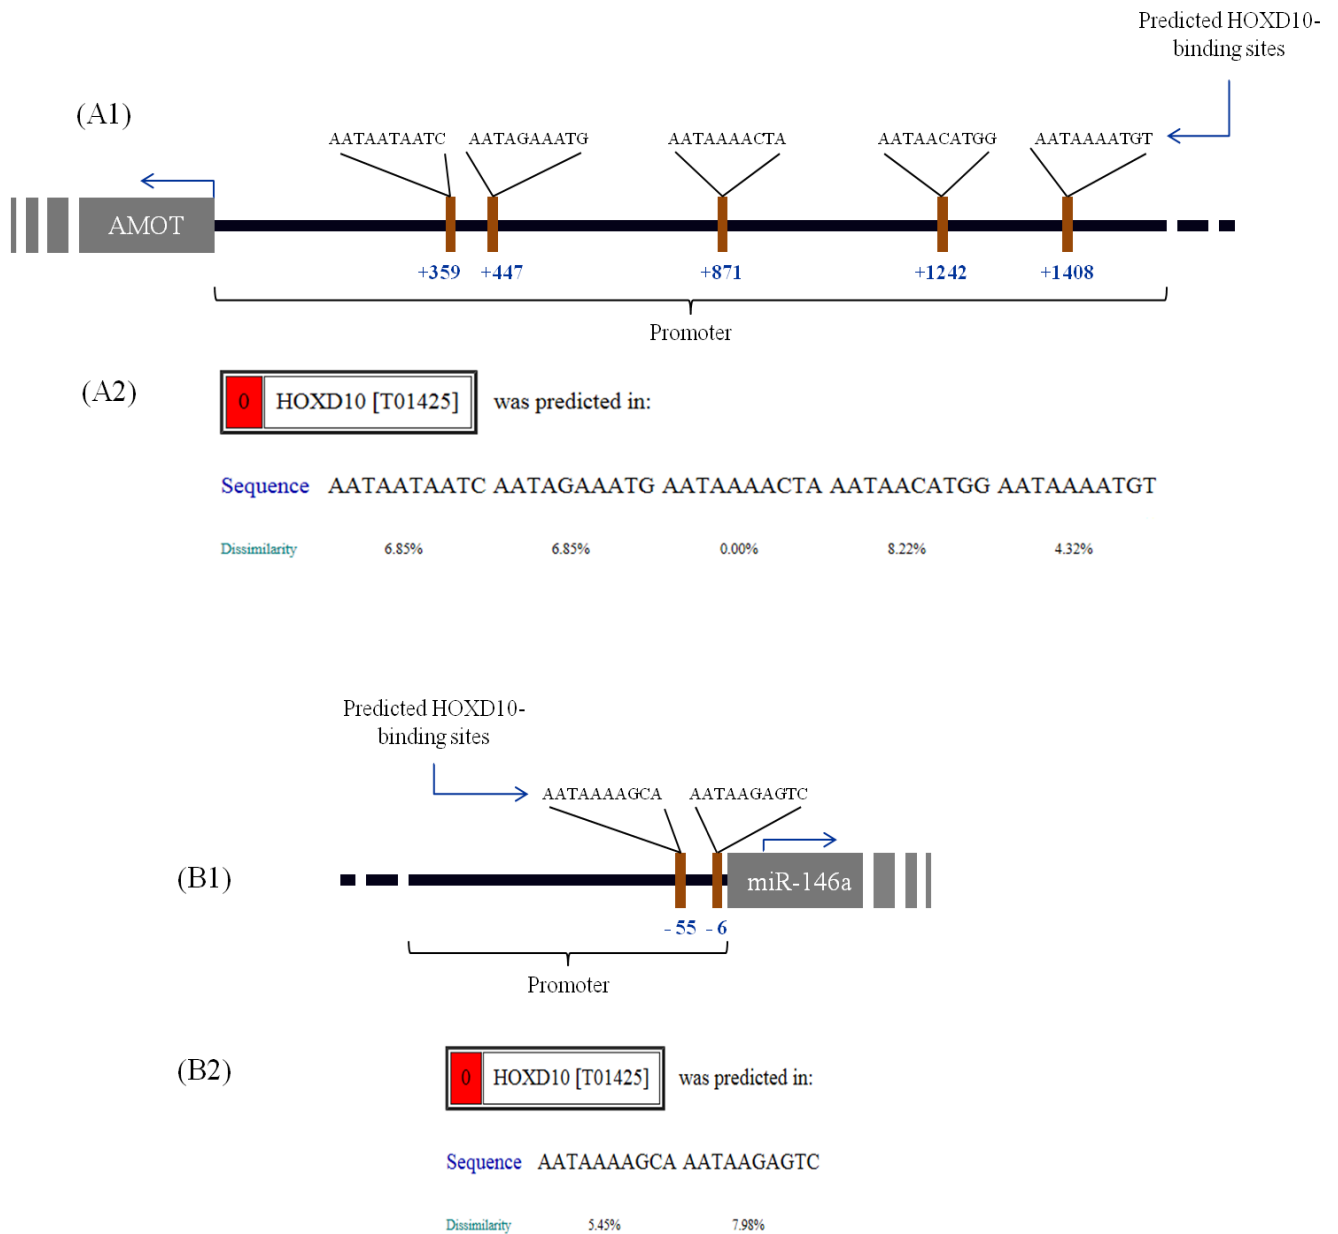 Predicted HOXD10-
binding sites
(A1)
AATAATAATC AATAGAAATG AATAAAACTA AATAACATGG AATAAAATGT
AMOT
+359 +447 +871 +1242 +1408
Promoter
(A2)
0 HOXD10 [T01425] was predicted in:
Sequence AATAATAATC AATAGAAATG AATAAAACTA AATAACATGG AATAAAATGT
Dissimilarity 6.85% 6.85% 0.00% 8.22% 4.32%
Predicted HOXD10-
binding sites
AATAAAAGCA AATAAGAGTC
(B1)
miR-146a
- 55 - 6
Promoter
(B2)
0 HOXD10 [T01425] was predicted in:
Sequence AATAAAAGCA AATAAGAGTC
Dissimilarity 5.45% 7.98%